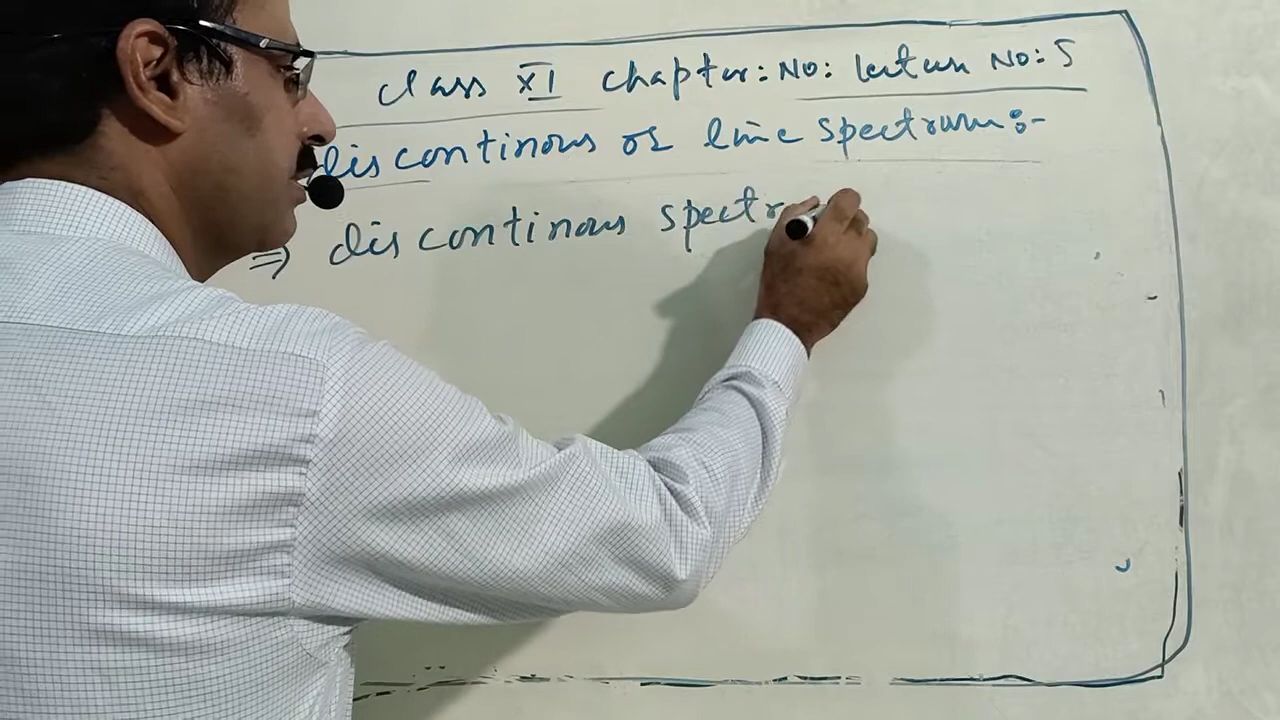 class XI chapter: No: lecture No: 5
discontinous or line spectrum:-
⇒ discontinous spectr